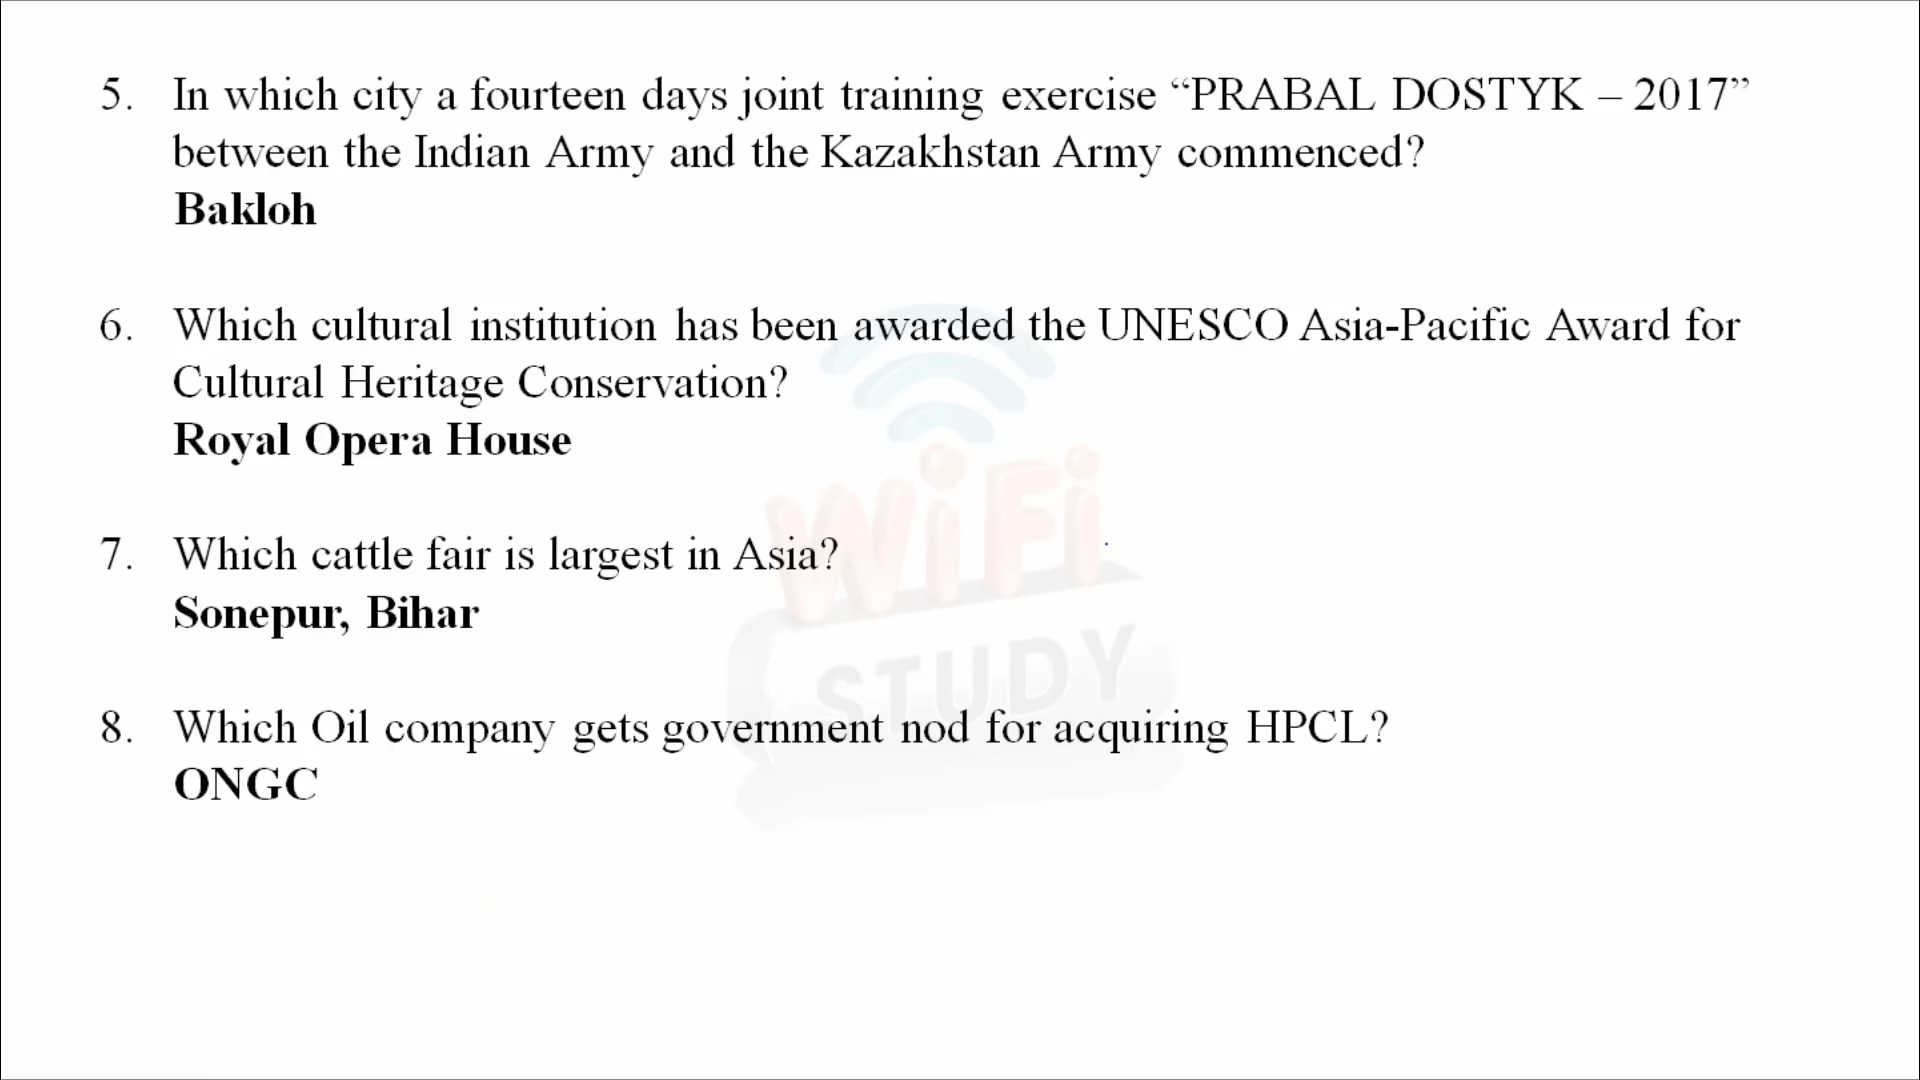 5. In which city a fourteen days joint training exercise “PRABAL DOSTYK – 2017”
between the Indian Army and the Kazakhstan Army commenced?
Bakloh
6. Which cultural institution has been awarded the UNESCO Asia-Pacific Award for
Cultural Heritage Conservation?
Royal Opera House
WiFi
7. Which cattle fair is largest in Asia?
Sonepur, Bihar
STUDY
8. Which Oil company gets government nod for acquiring HPCL?
ONGC